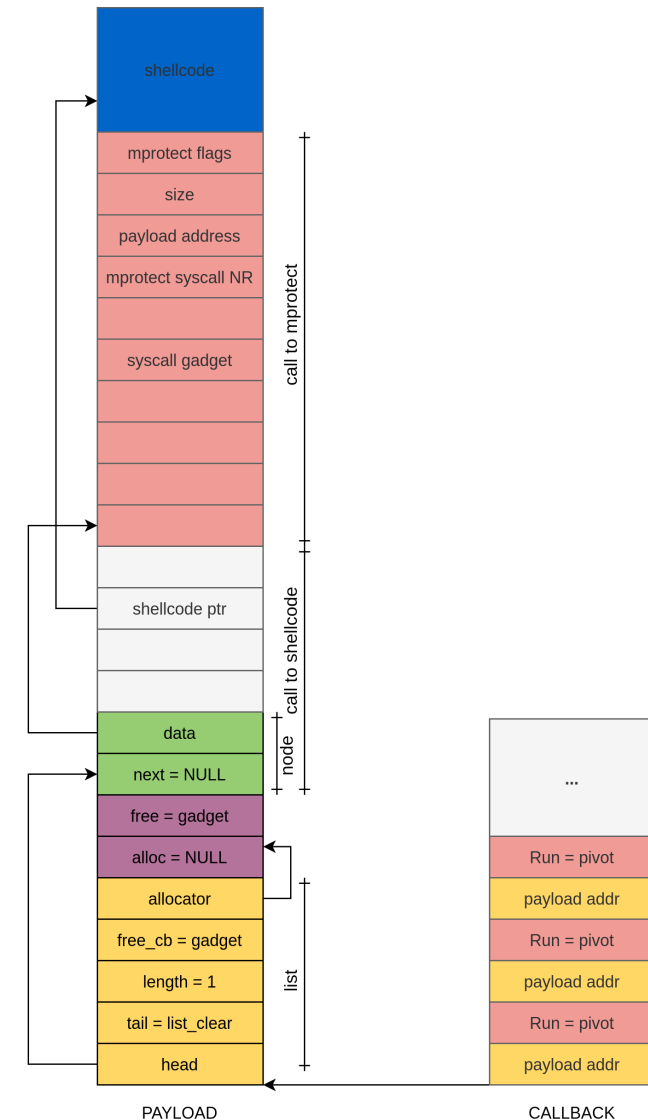 shellcode
mprotect flags
size
payload address
mprotect syscall NR
call to mprotect
syscall gadget
call to shellcode
shellcode ptr
data
node
next = NULL
...
free = gadget
alloc = NULL
Run = pivot
allocator
payload addr
free_cb = gadget
Run = pivot
list
length = 1
payload addr
tail = list_clear
Run = pivot
head
payload addr
PAYLOAD
CALLBACK